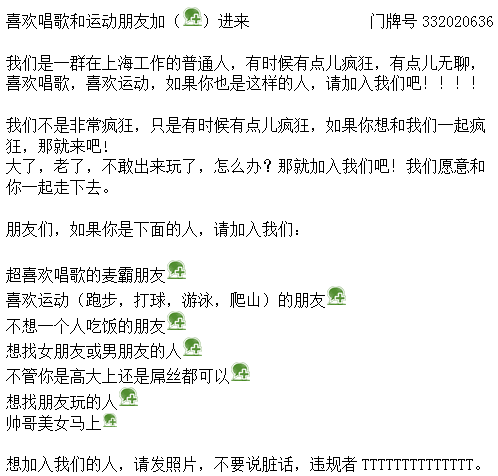 喜欢唱歌和运动朋友加（+）进来 门牌号 332020636
我们是一群在上海工作的普通人，有时候有点儿疯狂，有点儿无聊，
喜欢唱歌，喜欢运动，如果你也是这样的人，请加入我们吧！！！！
我们不是非常疯狂，只是有时候有点儿疯狂，如果你想和我们一起疯
狂，那就来吧！
大了，老了，不敢出来玩了，怎么办？那就加入我们吧！我们愿意和
你一起走下去。
朋友们，如果你是下面的人，请加入我们：
超喜欢唱歌的麦霸朋友
喜欢运动（跑步，打球，游泳，爬山）的朋友
不想一个人吃饭的朋友
想找女朋友或男朋友的人
不管你是高大上还是屌丝都可以
想找朋友玩的人
帅哥美女马上
想加入我们的人，请发照片，不要说脏话，违规者 TTTTTTTTTTTTTT。